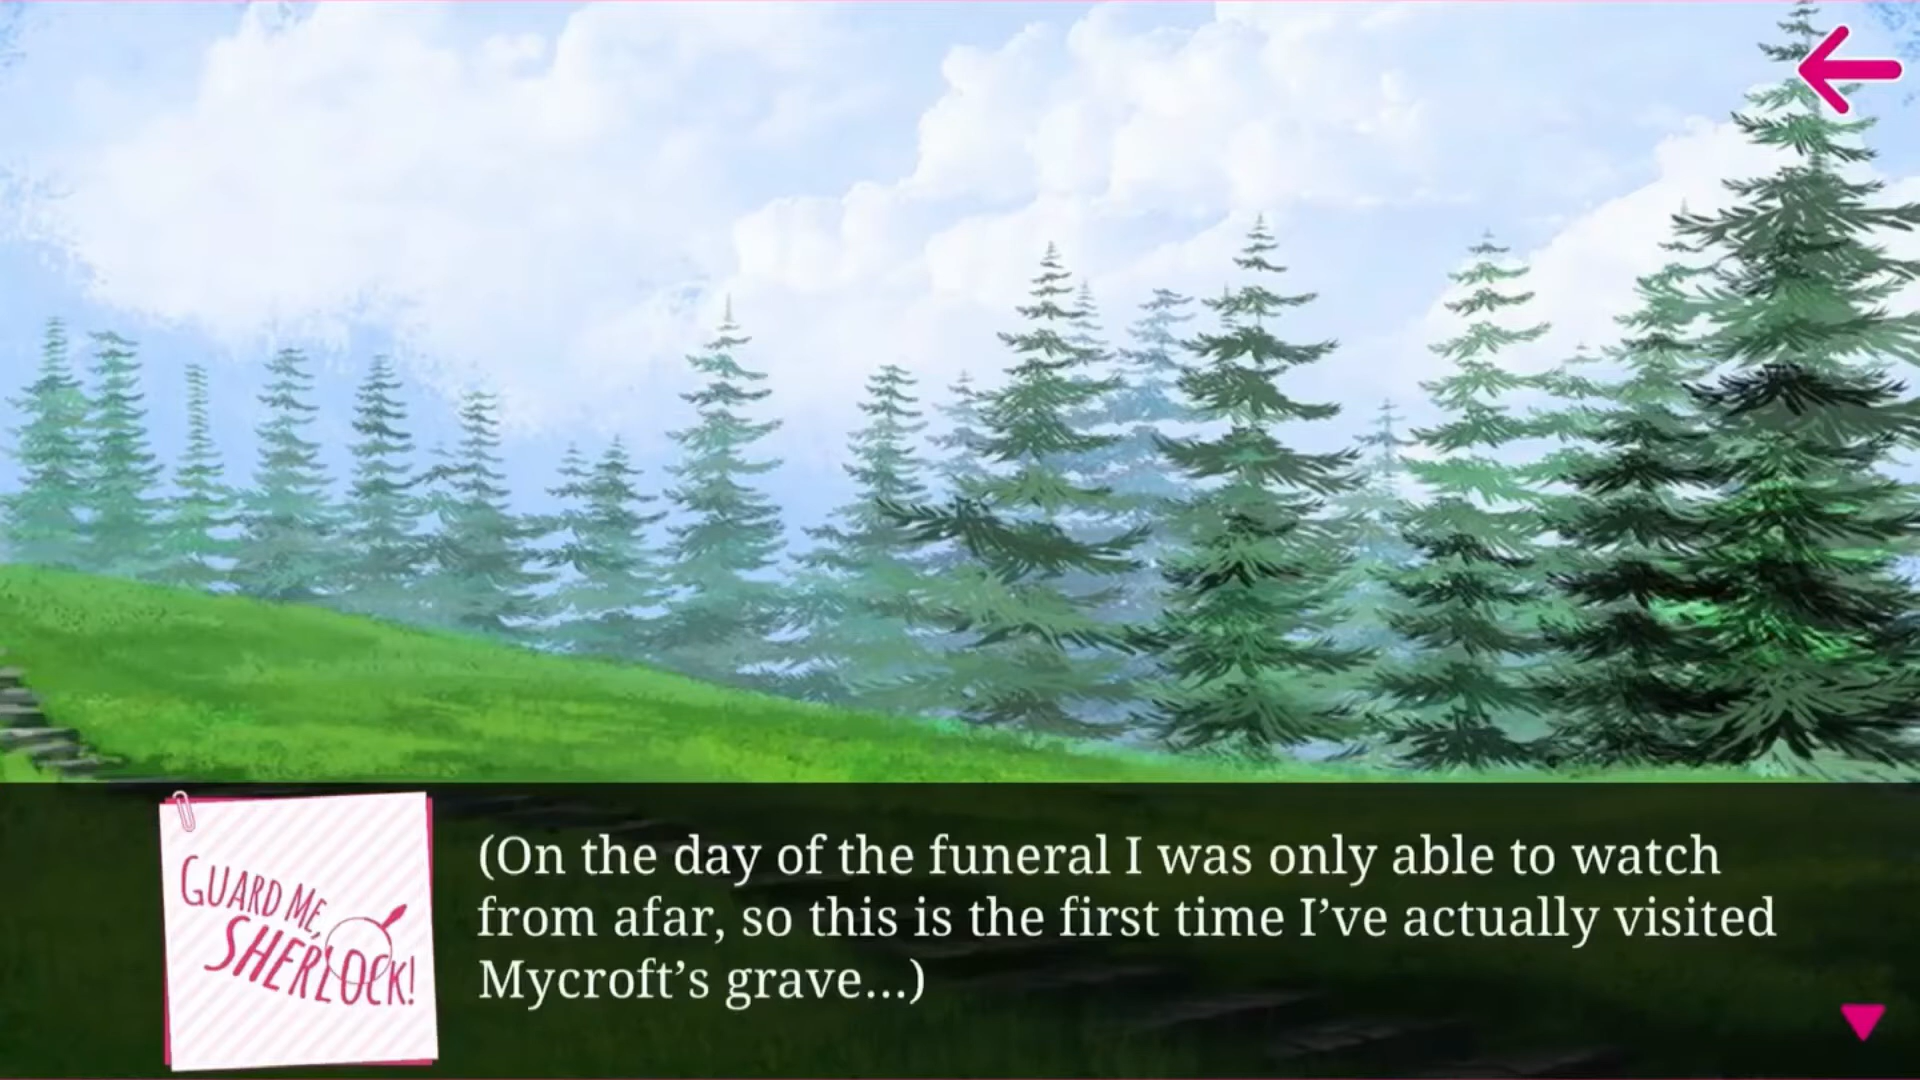 GUARD ME,
SHERLOCK!
(On the day of the funeral I was only able to watch
from afar, so this is the first time I’ve actually visited
Mycroft’s grave...)